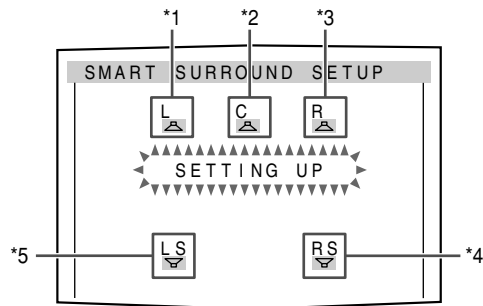 *1 *2 *3
SMART SURROUND SETUP
L C R
SETTING UP
*5 LS RS *4